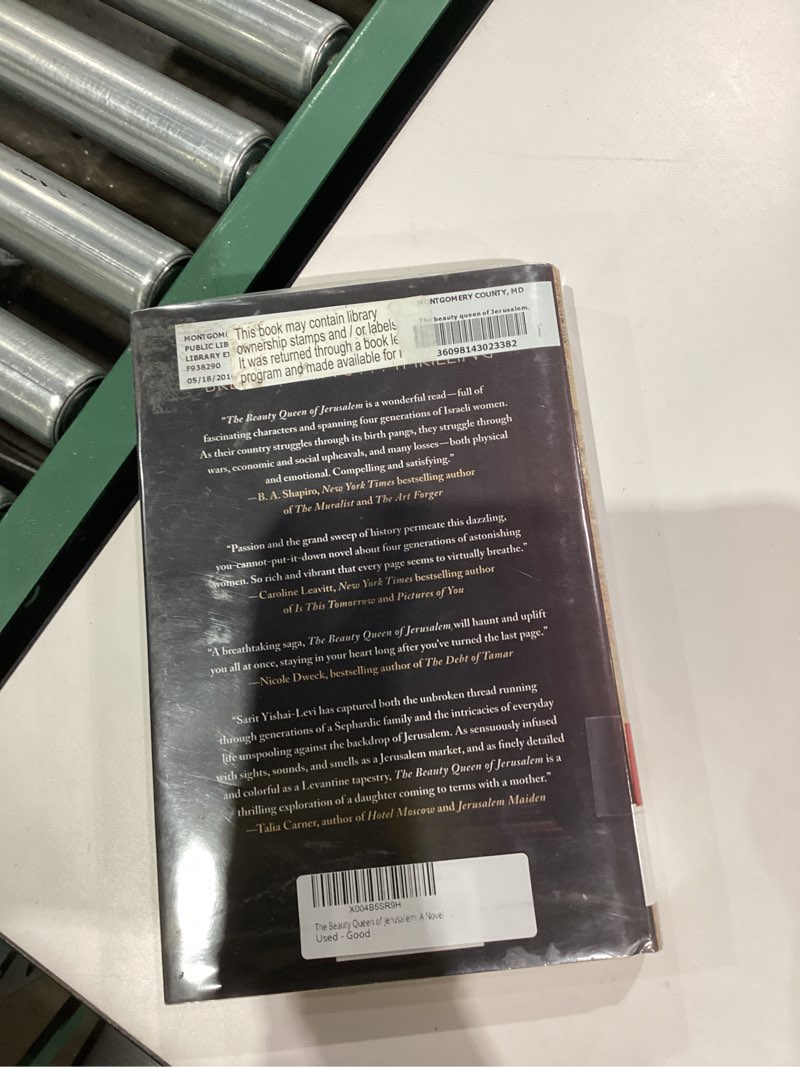 MONTGOM
PUBLIC LIB
LIBRARY E
F938290
05/18/201
This book may contain library
ownership stamps and / or labels
It was returned through a book le
program and made available for
MONTGOMERY COUNTY, MD
The beauty queen of Jerusalem.
36098143023382
“The Beauty Queen of Jerusalem is a wonderful read—full of
fascinating characters and spanning four generations of Israeli women.
As their country struggles through its birth pangs, they struggle through
wars, economic and social upheavals, and many losses—both physical
and emotional. Compelling and satisfying.”
—B. A. Shapiro, New York Times bestselling author
of The Muralist and The Art Forger
“Passion and the grand sweep of history permeate this dazzling,
you-cannot-put-it-down novel about four generations of astonishing
women. So rich and vibrant that every page seems to virtually breathe.”
—Caroline Leavitt, New York Times bestselling author
of Is This Tomorrow and Pictures of You
“A breathtaking saga, The Beauty Queen of Jerusalem will haunt and uplift
you all at once, staying in your heart long after you’ve turned the last page.”
—Nicole Dweck, bestselling author of The Debt of Tamar
“Sarit Yishai-Levi has captured both the unbroken thread running
through generations of a Sephardic family and the intricacies of everyday
life unspooling against the backdrop of Jerusalem. As sensuously infused
with sights, sounds, and smells as a Jerusalem market, and as finely detailed
and colorful as a Levantine tapestry, The Beauty Queen of Jerusalem is a
thrilling exploration of a daughter coming to terms with a mother.”
—Talia Carner, author of Hotel Moscow and Jerusalem Maiden
X004B5SR9H
The Beauty Queen of Jerusalem: A Novel
Used - Good